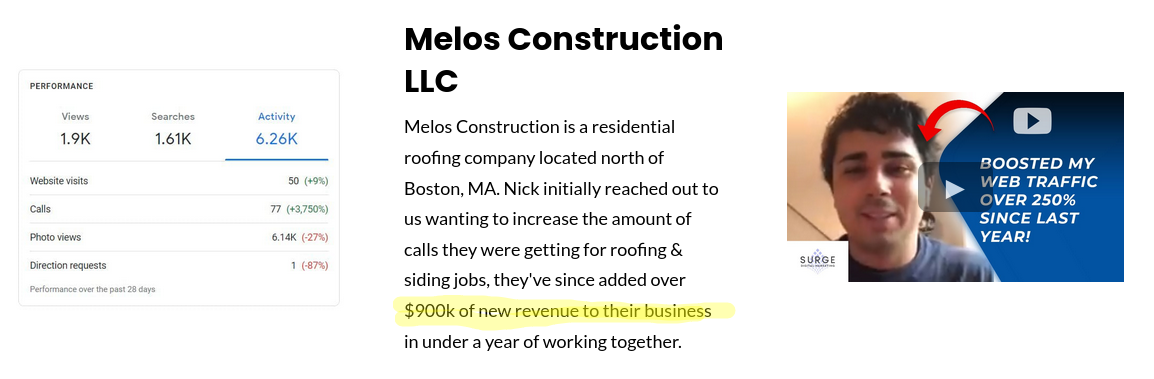 PERFORMANCE
Views Searches Activity
1.9K 1.61K 6.26K
Website visits 50 (+9%)
Calls 77 (+3,750%)
Photo views 6.14K (-27%)
Direction requests 1 (-87%)
Performance over the past 28 days
Melos Construction
LLC
Melos Construction is a residential
roofing company located north of
Boston, MA. Nick initially reached out to
us wanting to increase the amount of
calls they were getting for roofing &
siding jobs, they've since added over
$900k of new revenue to their business
in under a year of working together.
BOOSTED MY
WEB TRAFFIC
OVER 250%
SINCE LAST
YEAR!
SURGE
DIGITAL MARKETING